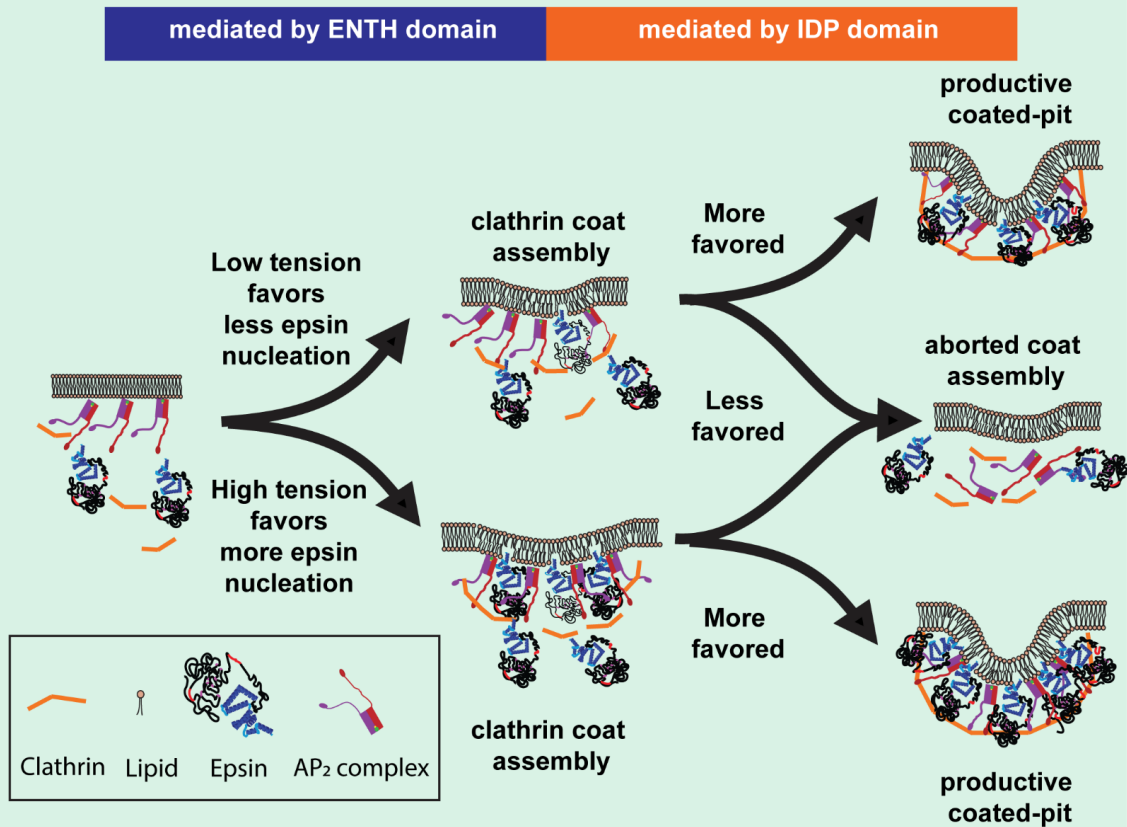 mediated by ENTH domain
mediated by IDP domain
productive
coated-pit
clathrin coat
assembly
More
favored
Low tension
favors
less epsin
nucleation
aborted coat
assembly
Less
favored
High tension
favors
more epsin
nucleation
More
favored
clathrin coat
assembly
productive
coated-pit
Clathrin
Lipid
Epsin
AP₂ complex